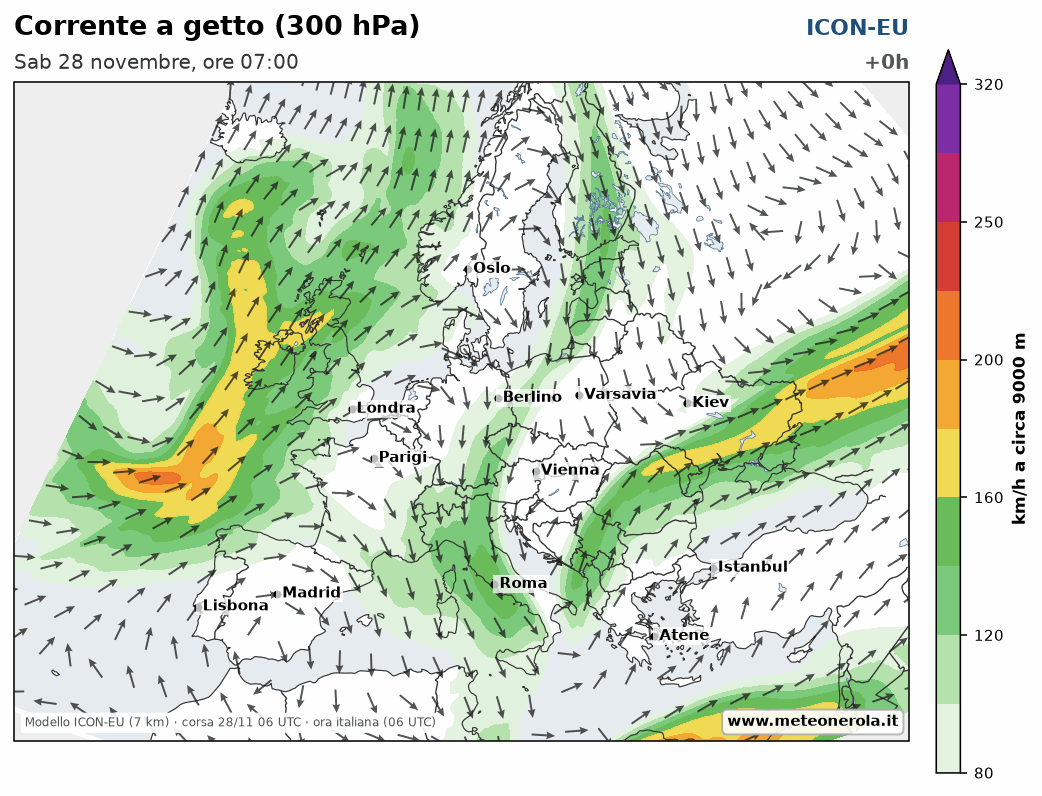 Corrente a getto (300 hPa)
ICON-EU
Sab 28 novembre, ore 07:00
+0h
320
250
200
160
120
80
km/h a circa 9000 m
Oslo
Berlino
Varsavia
Kiev
Londra
Parigi
Vienna
Roma
Istanbul
Madrid
Lisbona
Atene
Modello ICON-EU (7 km) · corsa 28/11 06 UTC · ora italiana (06 UTC)
www.meteonerola.it